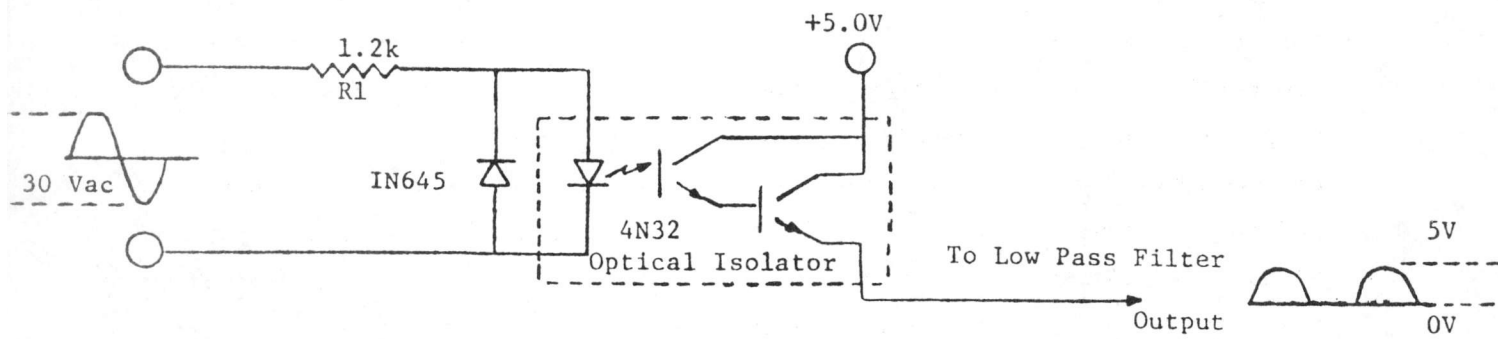 +5.0V
1.2k
R1
30 Vac
IN645
4N32
Optical Isolator
To Low Pass Filter
Output
5V
0V